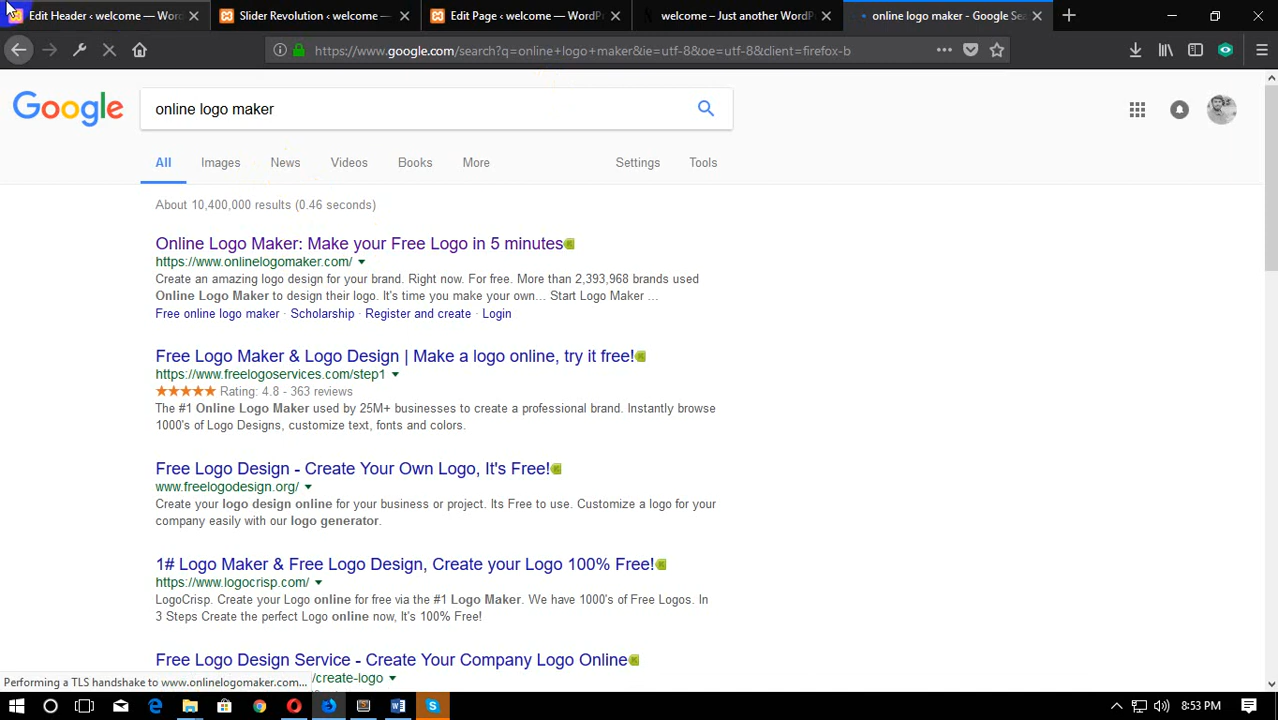 Edit Header ‹ welcome — Wor
Slider Revolution ‹ welcome —
Edit Page ‹ welcome — WordPr
welcome – Just another WordP
online logo maker - Google Sea
https://www.google.com/search?q=online+logo+maker&ie=utf-8&oe=utf-8&client=firefox-b
Google
online logo maker
All
Images
News
Videos
Books
More
Settings
Tools
About 10,400,000 results (0.46 seconds)
Online Logo Maker: Make your Free Logo in 5 minutes
https://www.onlinelogomaker.com/
Create an amazing logo design for your brand. Right now. For free. More than 2,393,968 brands used
Online Logo Maker to design their logo. It's time you make your own... Start Logo Maker ...
Free online logo maker · Scholarship · Register and create · Login
Free Logo Maker & Logo Design | Make a logo online, try it free!
https://www.freelogoservices.com/step1
Rating: 4.8 - 363 reviews
The #1 Online Logo Maker used by 25M+ businesses to create a professional brand. Instantly browse
1000's of Logo Designs, customize text, fonts and colors.
Free Logo Design - Create Your Own Logo, It's Free!
www.freelogodesign.org/
Create your logo design online for your business or project. Its Free to use. Customize a logo for your
company easily with our logo generator.
1# Logo Maker & Free Logo Design, Create your Logo 100% Free!
https://www.logocrisp.com/
LogoCrisp. Create your Logo online for free via the #1 Logo Maker. We have 1000's of Free Logos. In
3 Steps Create the perfect Logo online now, It's 100% Free!
Free Logo Design Service - Create Your Company Logo Online
/create-logo
Performing a TLS handshake to www.onlinelogomaker.com...
8:53 PM